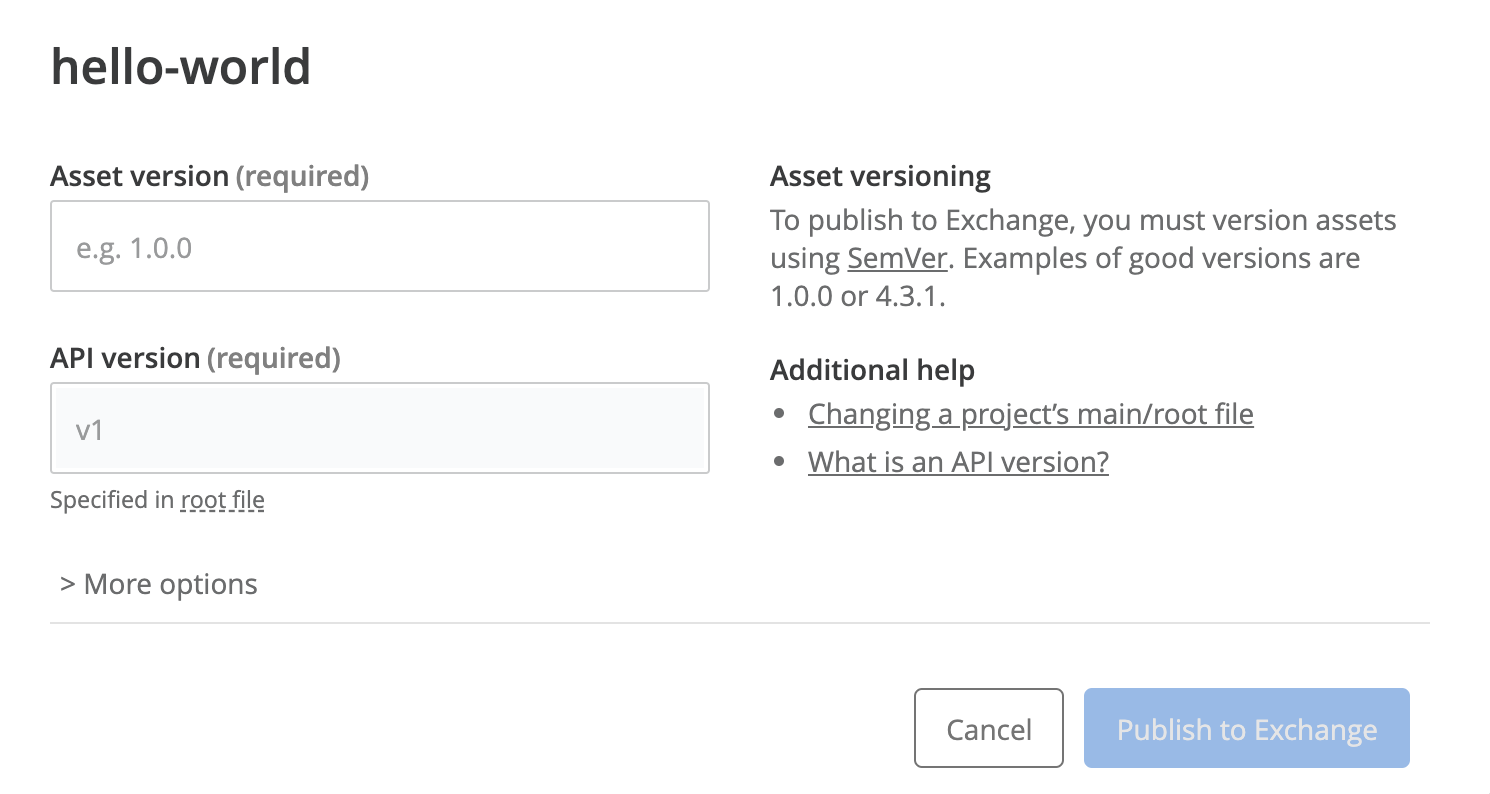 hello-world
Asset version (required)
e.g. 1.0.0
API version (required)
v1
Specified in root file
> More options
Asset versioning
To publish to Exchange, you must version assets
using SemVer. Examples of good versions are
1.0.0 or 4.3.1.
Additional help
• Changing a project’s main/root file
• What is an API version?
Cancel
Publish to Exchange